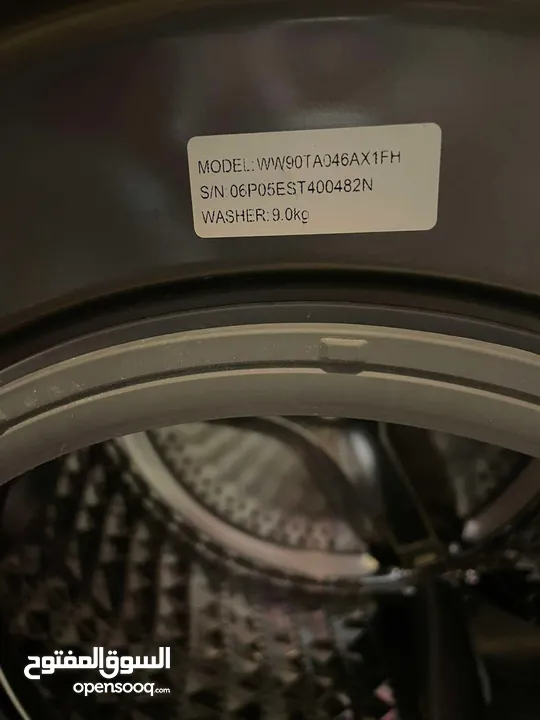 MODEL: WW90TA046AX1FH
S/N: 06P05EST400482N
WASHER: 9.0kg
السوق المفتوح
opensooq.com